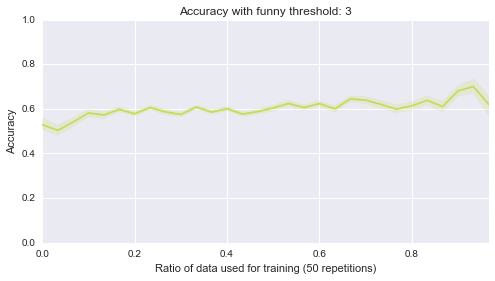 Accuracy with funny threshold: 3
1.0
0.8
0.6
0.4
0.2
0.0
Accuracy
0.0 0.2 0.4 0.6 0.8
Ratio of data used for training (50 repetitions)